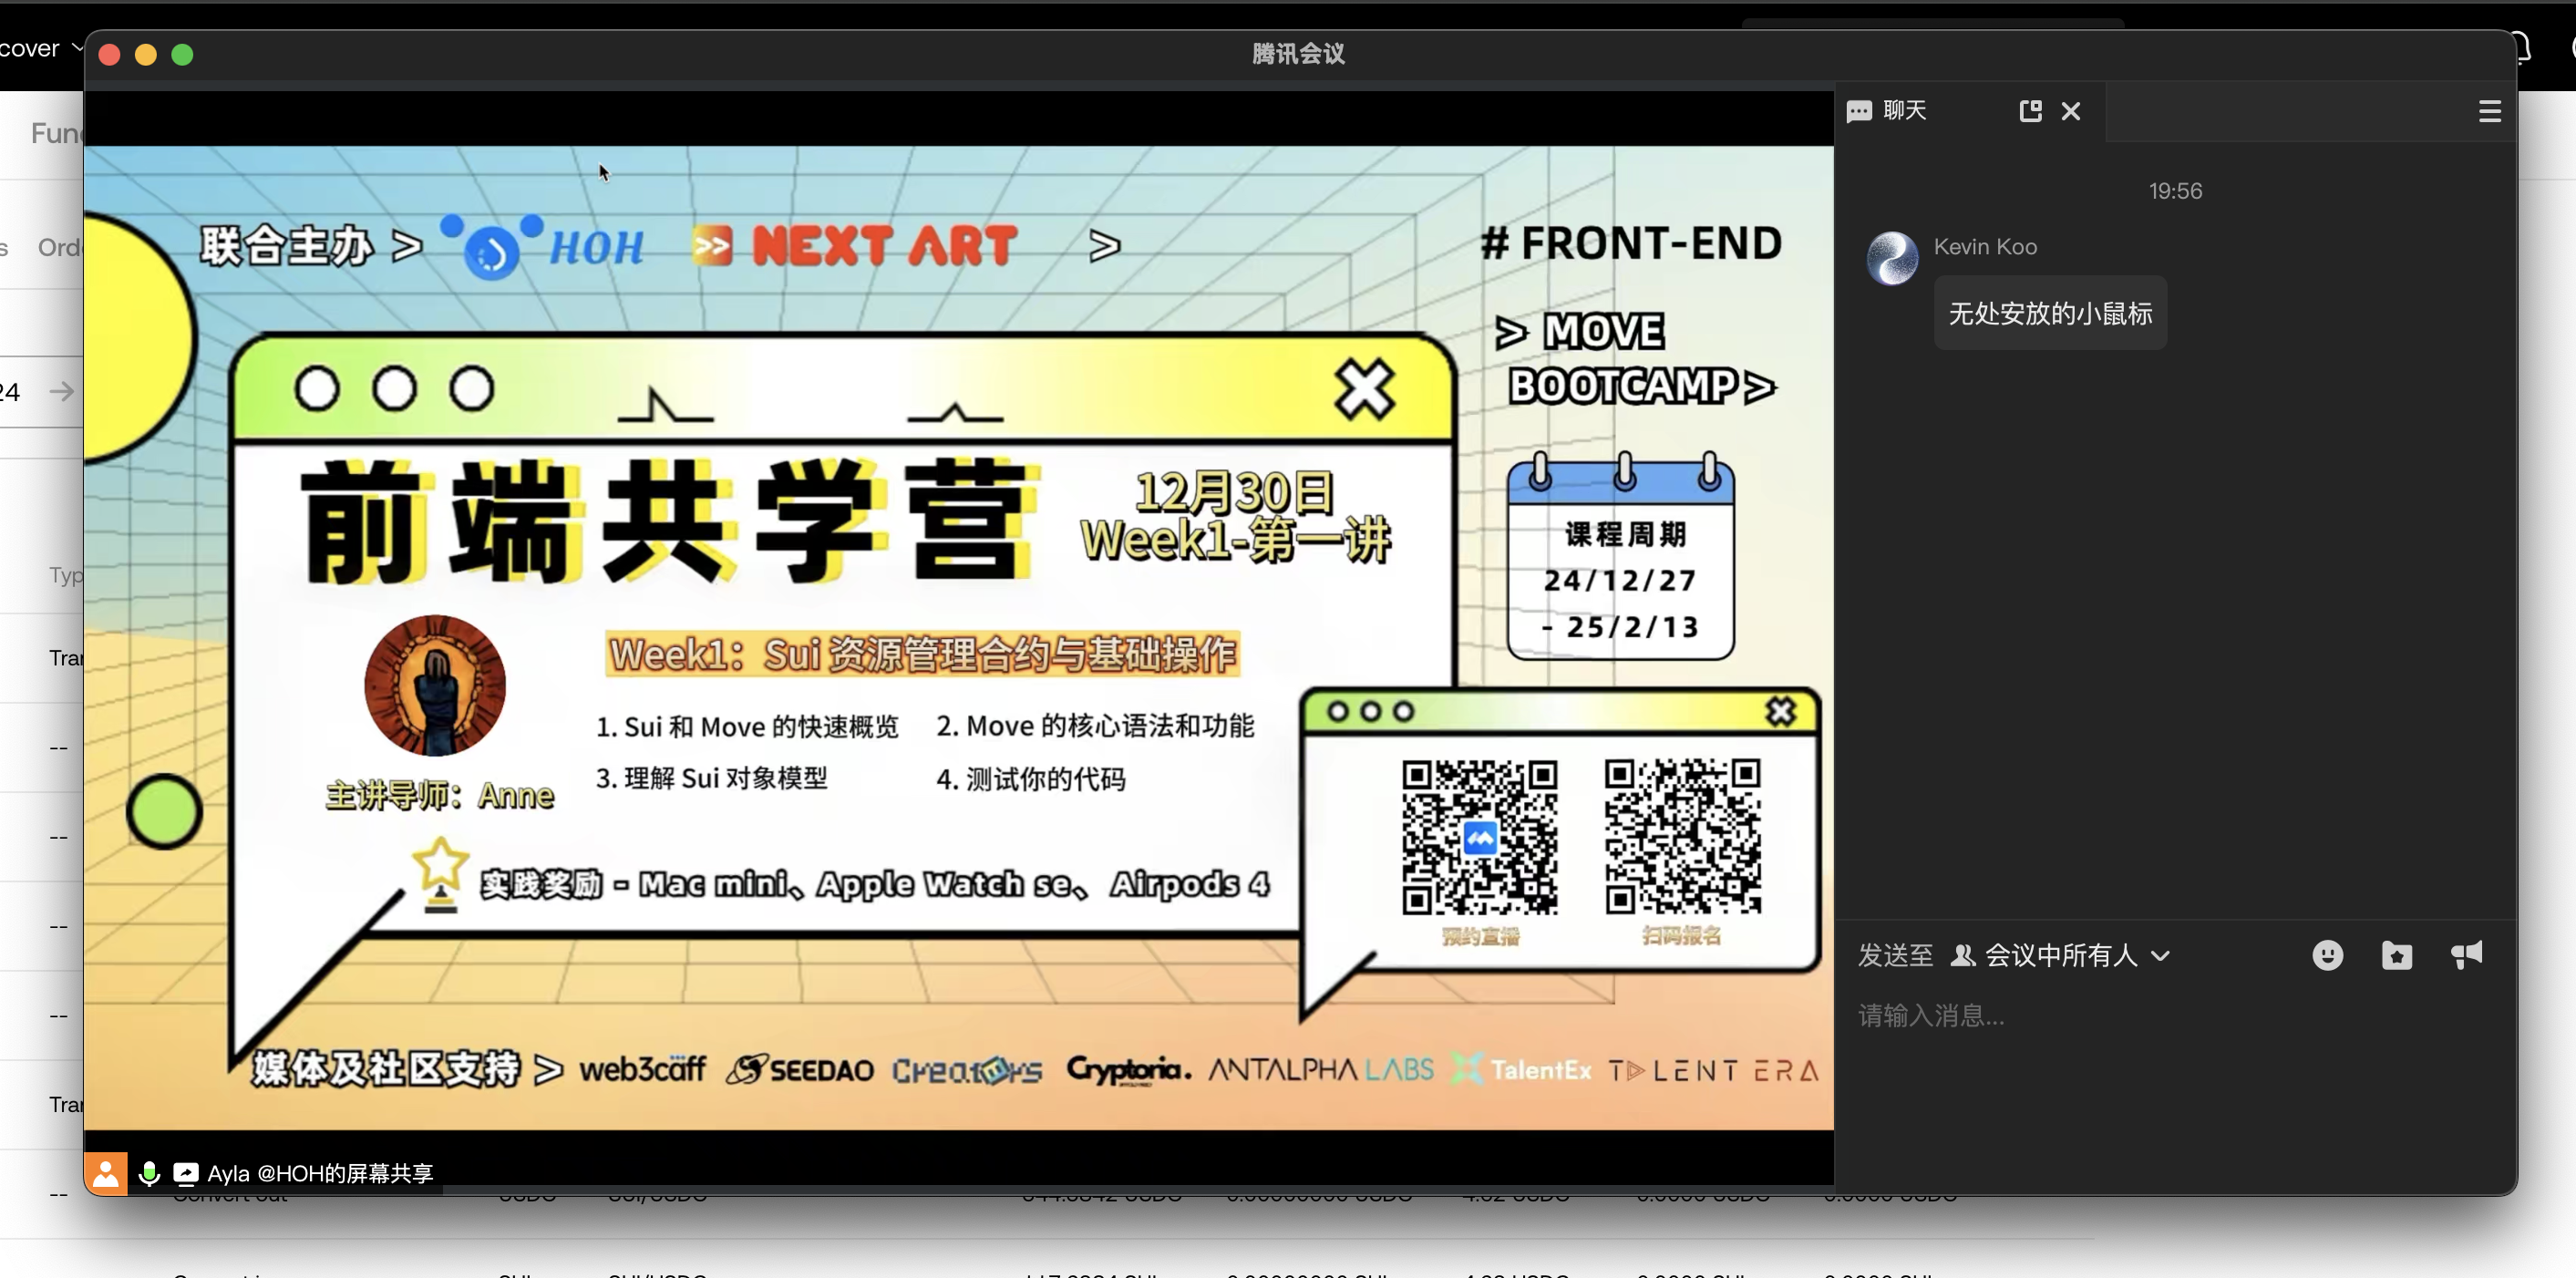 cover
腾讯会议
Fund
s Ord
24
Typ
Tran
--
--
--
--
Tran
--
联合主办 > HOH NEXT ART >
# FRONT-END
> MOVE
BOOTCAMP>
前端共学营
12月30日
Week1-第一讲
课程周期
24/12/27
- 25/2/13
Week1：Sui 资源管理合约与基础操作
1. Sui 和 Move 的快速概览
2. Move 的核心语法和功能
3. 理解 Sui 对象模型
4. 测试你的代码
主讲导师：Anne
实践奖励 - Mac mini、Apple Watch se、 Airpods 4
预约直播
扫码报名
媒体及社区支持 > web3caff SEEDAO Creators Cryptoria. ANTALPHA LABS TalentEx TALENT ERA
Ayla @HOH的屏幕共享
聊天
19:56
Kevin Koo
无处安放的小鼠标
发送至 会议中所有人
请输入消息...